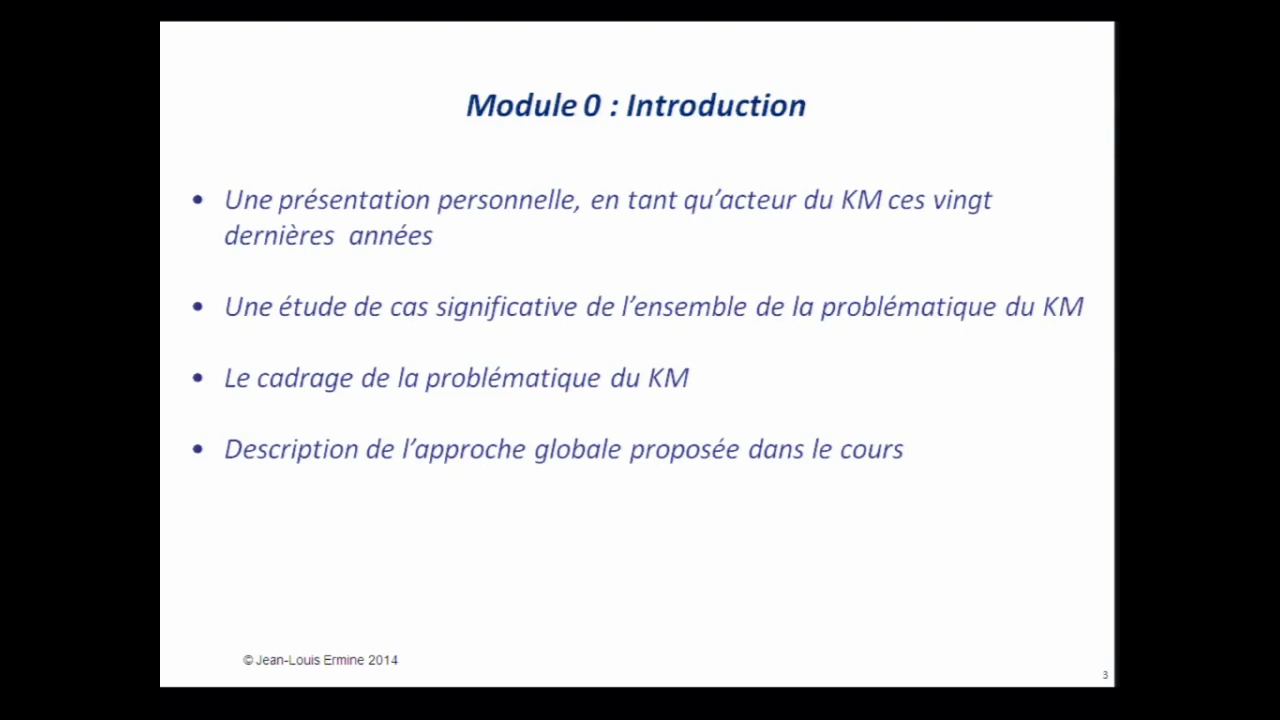 Module 0 : Introduction
• Une présentation personnelle, en tant qu’acteur du KM ces vingt
dernières années
• Une étude de cas significative de l’ensemble de la problématique du KM
• Le cadrage de la problématique du KM
• Description de l’approche globale proposée dans le cours
© Jean-Louis Ermine 2014
3